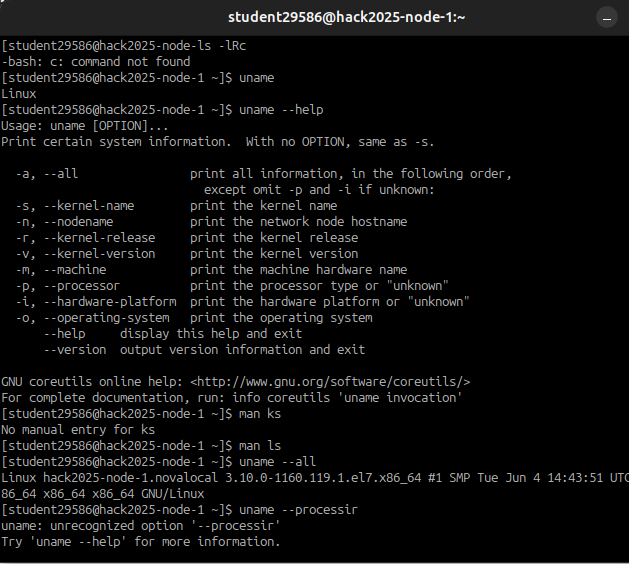 student29586@hack2025-node-1:~
[student29586@hack2025-node-ls -lRc
-bash: c: command not found
[student29586@hack2025-node-1 ~]$ uname
Linux
[student29586@hack2025-node-1 ~]$ uname --help
Usage: uname [OPTION]...
Print certain system information.  With no OPTION, same as -s.
-a, --all                print all information, in the following order,
except omit -p and -i if unknown:
-s, --kernel-name        print the kernel name
-n, --nodename           print the network node hostname
-r, --kernel-release     print the kernel release
-v, --kernel-version     print the kernel version
-m, --machine            print the machine hardware name
-p, --processor          print the processor type or "unknown"
-i, --hardware-platform  print the hardware platform or "unknown"
-o, --operating-system   print the operating system
--help     display this help and exit
--version  output version information and exit
GNU coreutils online help: <http://www.gnu.org/software/coreutils/>
For complete documentation, run: info coreutils 'uname invocation'
[student29586@hack2025-node-1 ~]$ man ks
No manual entry for ks
[student29586@hack2025-node-1 ~]$ man ls
[student29586@hack2025-node-1 ~]$ uname --all
Linux hack2025-node-1.novalocal 3.10.0-1160.119.1.el7.x86_64 #1 SMP Tue Jun 4 14:43:51 UTC
86_64 x86_64 x86_64 GNU/Linux
[student29586@hack2025-node-1 ~]$ uname --processir
uname: unrecognized option '--processir'
Try 'uname --help' for more information.